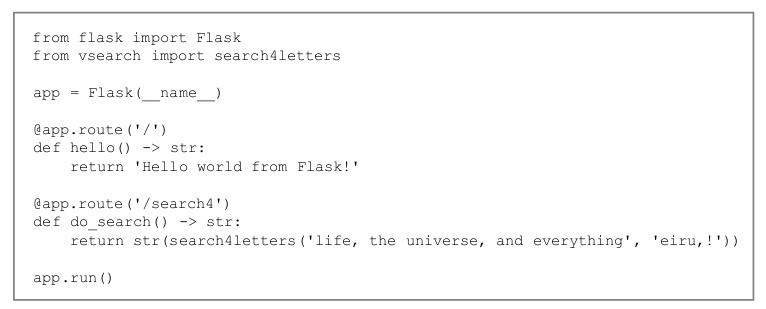 from flask import Flask
from vsearch import search4letters
app = Flask(__name__)
@app.route('/')
def hello() -> str:
    return 'Hello world from Flask!'
@app.route('/search4')
def do_search() -> str:
    return str(search4letters('life, the universe, and everything', 'eiru,!'))
app.run()